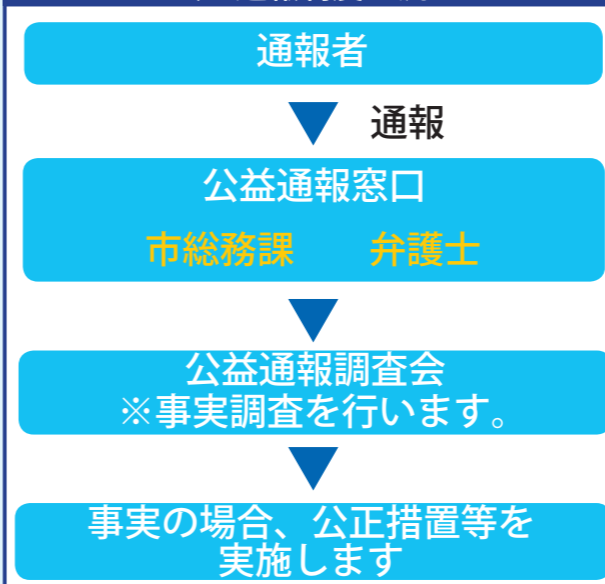 通報者
通報
公益通報窓口
市総務課 弁護士
公益通報調査会
※事実調査を行います。
事実の場合、公正措置等を
実施します